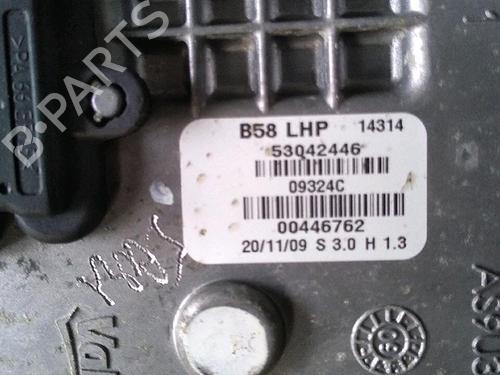 B-PARTS
B58 LHP 14314
53042446
09324C
00446762
20/11/09 S 3.0 H 1.3